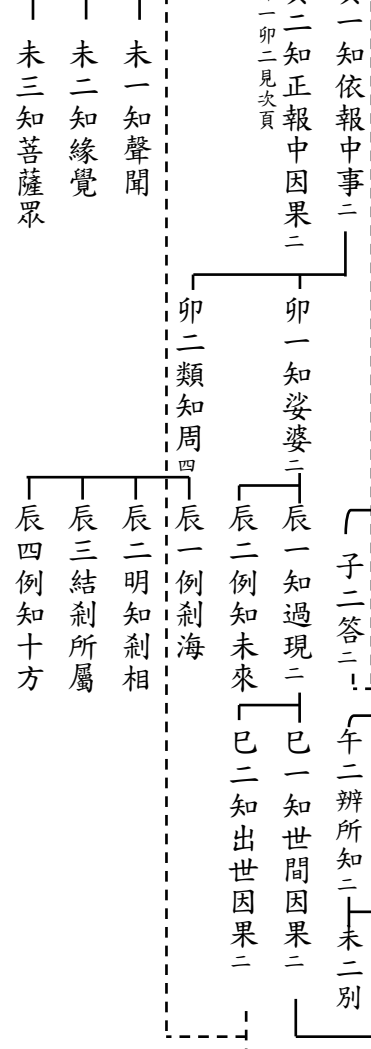 一知依報中事二
二知正報中因果二
一卯二見次頁
未一知聲聞
未二知緣覺
未三知菩薩眾
卯一知娑婆二
卯二類知周四
子二答二
辰一知過現二
辰二例知未來
辰一例剎海
辰二明知剎相
辰三結剎所屬
辰四例知十方
午二辨所知二
未二別
巳一知世間因果二
巳二知出世因果二